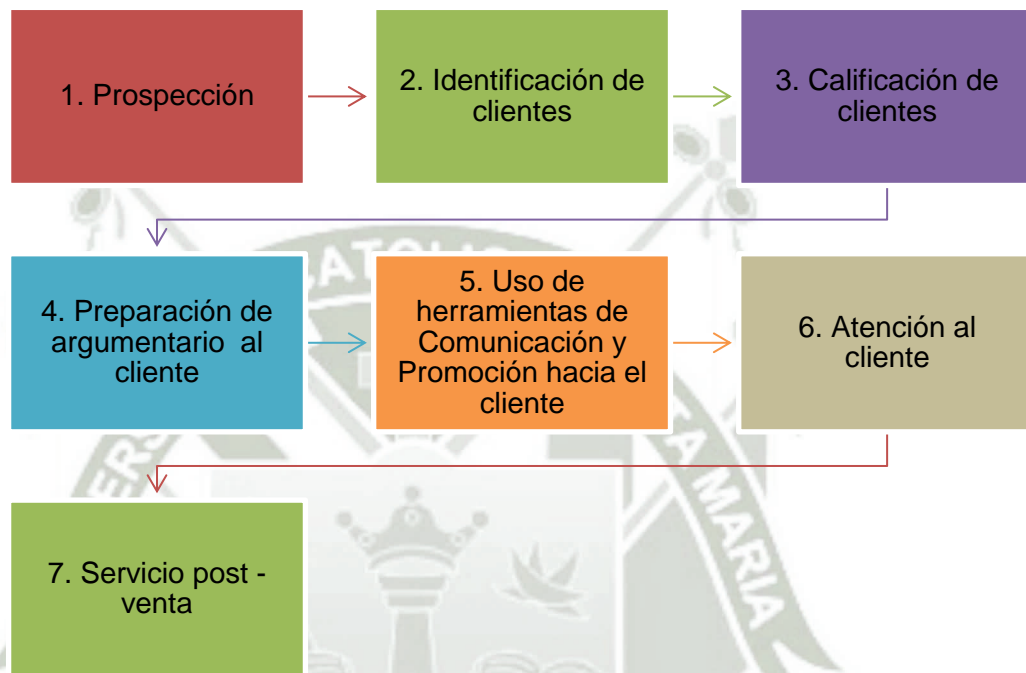 1. Prospección
2. Identificación de
clientes
3. Calificación de
clientes
4. Preparación de
argumentario al
cliente
5. Uso de
herramientas de
Comunicación y
Promoción hacia el
cliente
6. Atención al
cliente
7. Servicio post -
venta
MARIA